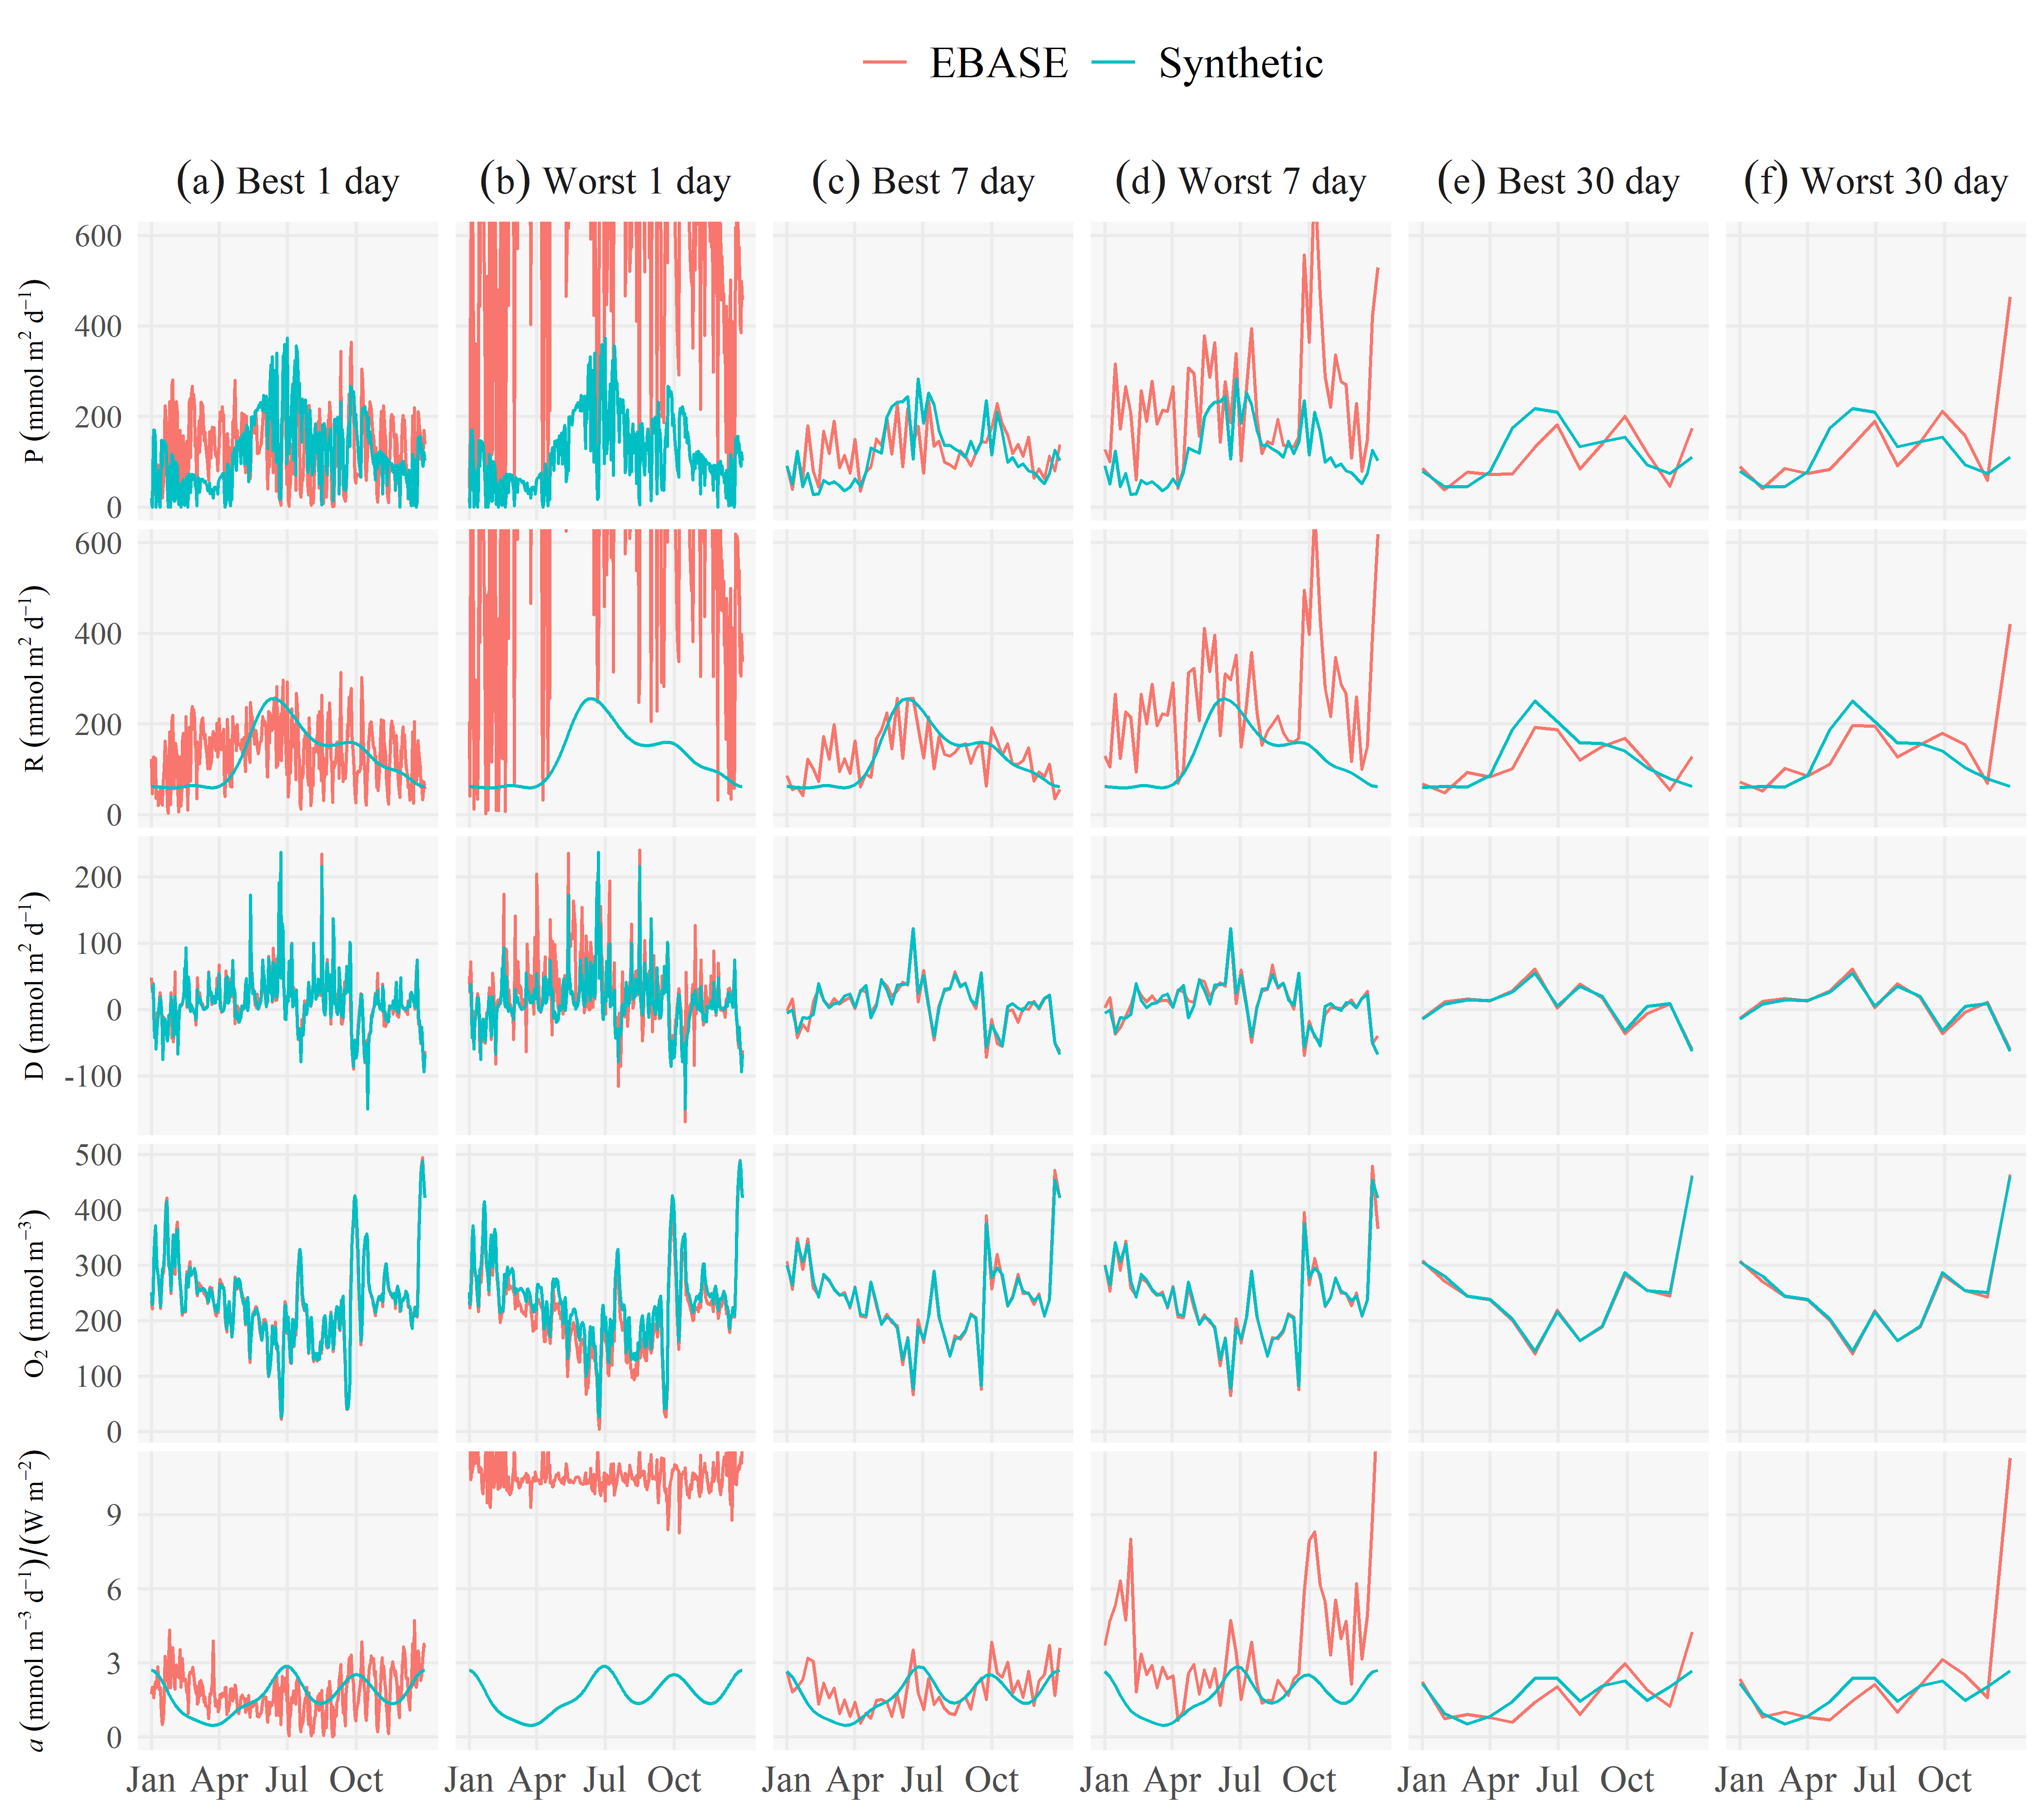 EBASE Synthetic
(a) Best 1 day (b) Worst 1 day (c) Best 7 day (d) Worst 7 day (e) Best 30 day (f) Worst 30 day
P (mmol m² d⁻¹)
600
400
200
0
R (mmol m² d⁻¹)
600
400
200
0
D (mmol m² d⁻¹)
200
100
0
-100
O₂ (mmol m⁻³)
500
400
300
200
100
0
a (mmol m⁻³ d⁻¹)/(W m⁻²)
9
6
3
0
Jan Apr Jul Oct Jan Apr Jul Oct Jan Apr Jul Oct Jan Apr Jul Oct Jan Apr Jul Oct Jan Apr Jul Oct